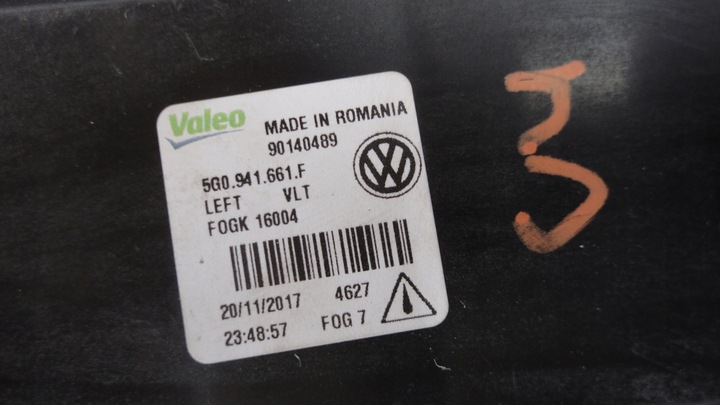 Valeo
MADE IN ROMANIA
90140489
VW
5G0.941.661.F
LEFT VLT
FOGK 16004
20/11/2017 4627
23:48:57 FOG 7
3